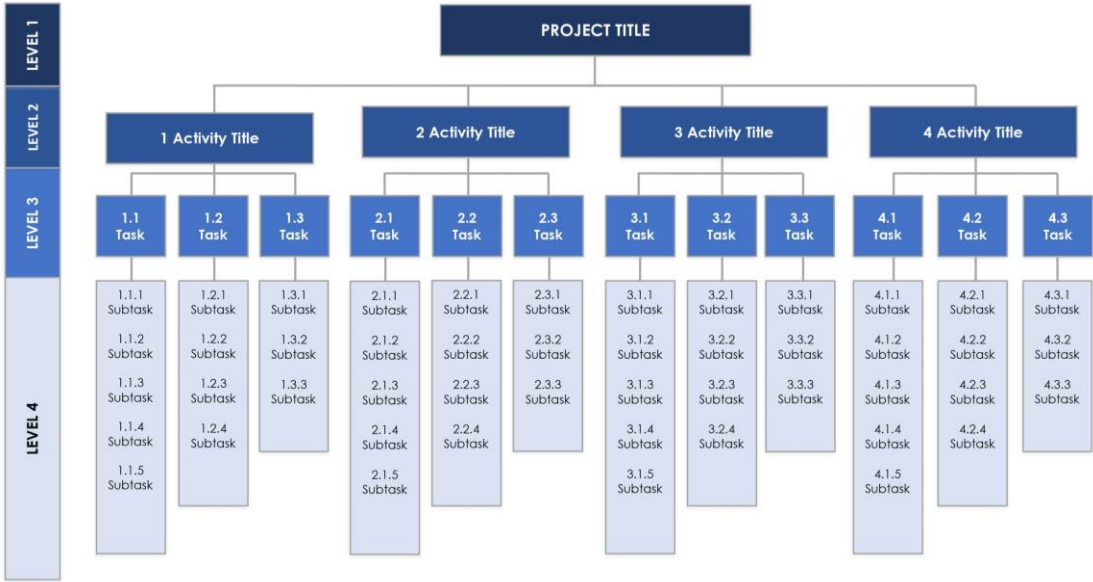 LEVEL 1
PROJECT TITLE
LEVEL 2
1 Activity Title
2 Activity Title
3 Activity Title
4 Activity Title
LEVEL 3
1.1
Task
1.2
Task
1.3
Task
2.1
Task
2.2
Task
2.3
Task
3.1
Task
3.2
Task
3.3
Task
4.1
Task
4.2
Task
4.3
Task
LEVEL 4
1.1.1
Subtask
1.1.2
Subtask
1.1.3
Subtask
1.1.4
Subtask
1.1.5
Subtask
1.2.1
Subtask
1.2.2
Subtask
1.2.3
Subtask
1.2.4
Subtask
1.3.1
Subtask
1.3.2
Subtask
1.3.3
Subtask
2.1.1
Subtask
2.1.2
Subtask
2.1.3
Subtask
2.1.4
Subtask
2.1.5
Subtask
2.2.1
Subtask
2.2.2
Subtask
2.2.3
Subtask
2.2.4
Subtask
2.3.1
Subtask
2.3.2
Subtask
2.3.3
Subtask
3.1.1
Subtask
3.1.2
Subtask
3.1.3
Subtask
3.1.4
Subtask
3.1.5
Subtask
3.2.1
Subtask
3.2.2
Subtask
3.2.3
Subtask
3.2.4
Subtask
3.3.1
Subtask
3.3.2
Subtask
3.3.3
Subtask
4.1.1
Subtask
4.1.2
Subtask
4.1.3
Subtask
4.1.4
Subtask
4.1.5
Subtask
4.2.1
Subtask
4.2.2
Subtask
4.2.3
Subtask
4.2.4
Subtask
4.3.1
Subtask
4.3.2
Subtask
4.3.3
Subtask